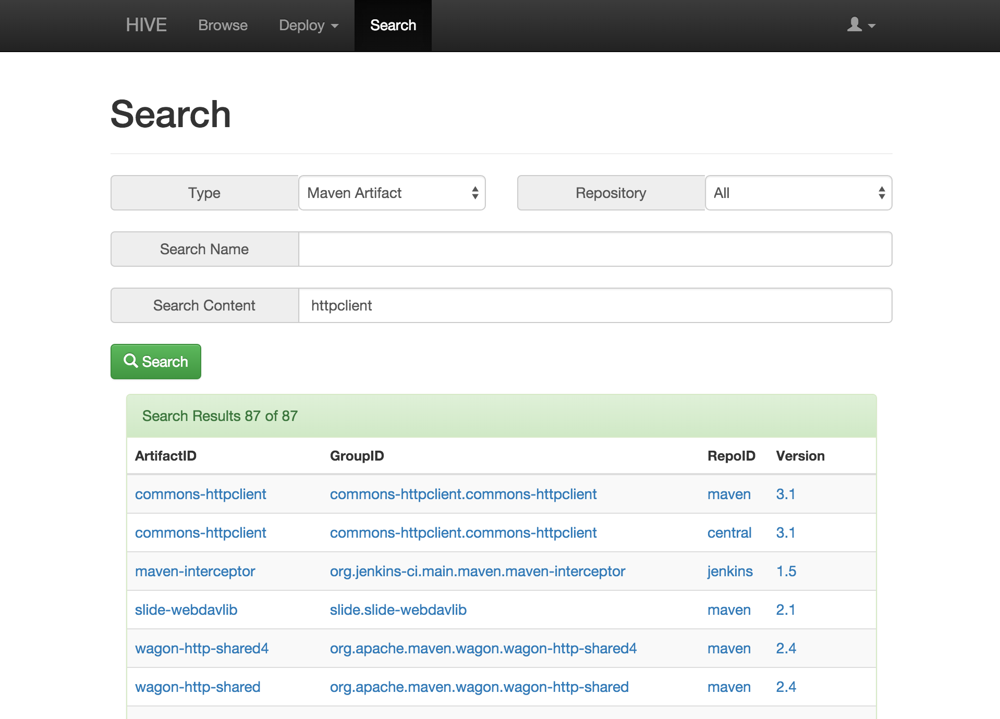 HIVE Browse Deploy Search
Search
Type Maven Artifact Repository All
Search Name
Search Content httpclient
Search
Search Results 87 of 87
ArtifactID GroupID RepoID Version
commons-httpclient commons-httpclient.commons-httpclient maven 3.1
commons-httpclient commons-httpclient.commons-httpclient central 3.1
maven-interceptor org.jenkins-ci.main.maven.maven-interceptor jenkins 1.5
slide-webdavlib slide.slide-webdavlib maven 2.1
wagon-http-shared4 org.apache.maven.wagon.wagon-http-shared4 maven 2.4
wagon-http-shared org.apache.maven.wagon.wagon-http-shared maven 2.4